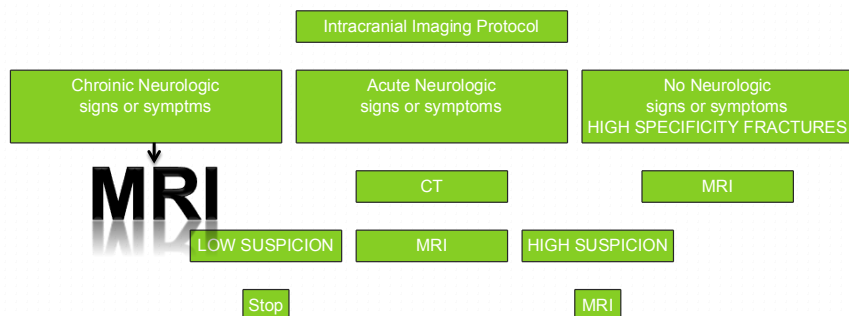 Intracranial Imaging Protocol
Chroinic Neurologic
signs or symptms
Acute Neurologic
signs or symptoms
No Neurologic
signs or symptoms
HIGH SPECIFICITY FRACTURES
MRI
CT
MRI
LOW SUSPICION
MRI
HIGH SUSPICION
Stop
MRI